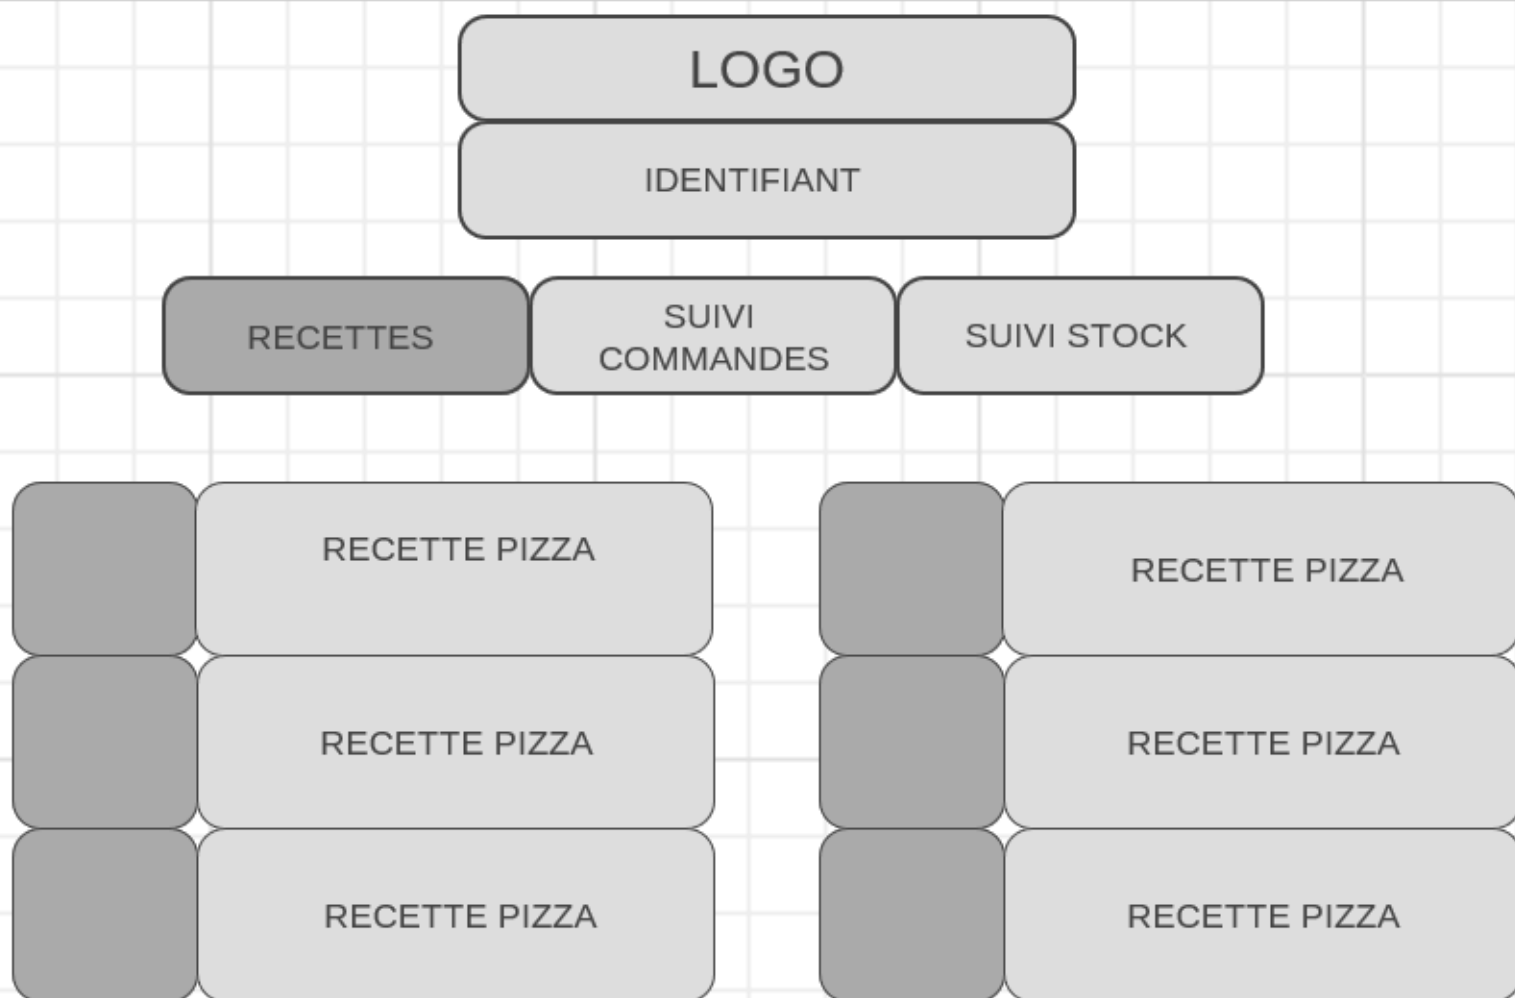 LOGO
IDENTIFIANT
RECETTES
SUIVI
COMMANDES
SUIVI STOCK
RECETTE PIZZA
RECETTE PIZZA
RECETTE PIZZA
RECETTE PIZZA
RECETTE PIZZA
RECETTE PIZZA